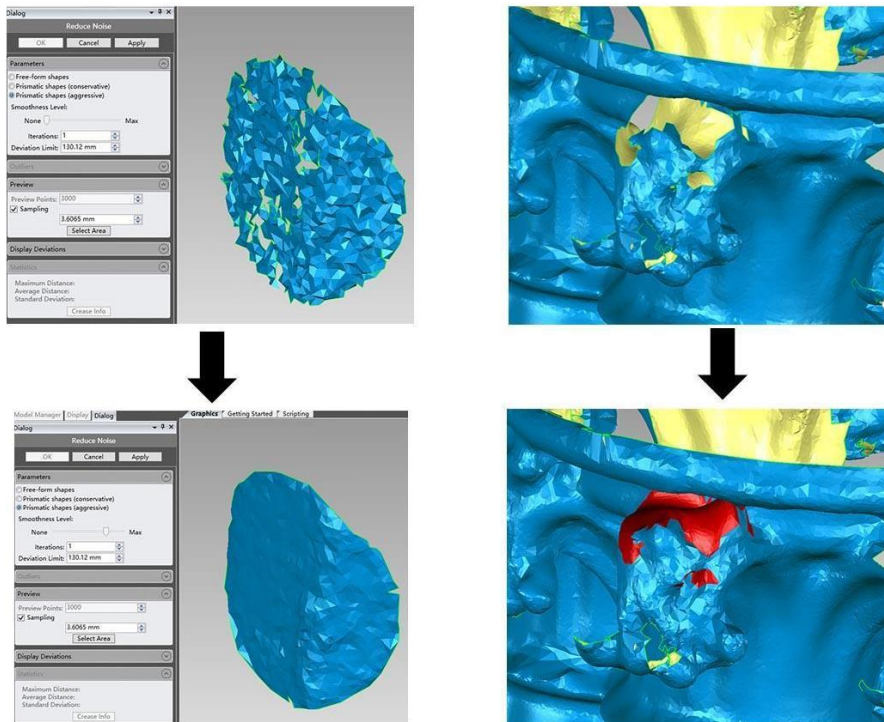 Dialog
Reduce Noise
OK Cancel Apply
Parameters
Free-form shapes
Prismatic shapes (conservative)
Prismatic shapes (aggressive)
Smoothness Level:
None Max
Iterations: 1
Deviation Limit: 130.12 mm
Outliers
Preview
Preview Points: 3000
Sampling
3.6065 mm
Select Area
Display Deviations
Statistics
Maximum Distance:
Average Distance:
Standard Deviation:
Crease Info
Model Manager Display Dialog Graphics Getting Started Scripting
Dialog
Reduce Noise
OK Cancel Apply
Parameters
Free-form shapes
Prismatic shapes (conservative)
Prismatic shapes (aggressive)
Smoothness Level:
None Max
Iterations: 1
Deviation Limit: 130.12 mm
Outliers
Preview
Preview Points: 3000
Sampling
3.6065 mm
Select Area
Display Deviations
Statistics
Maximum Distance:
Average Distance:
Standard Deviation:
Crease Info